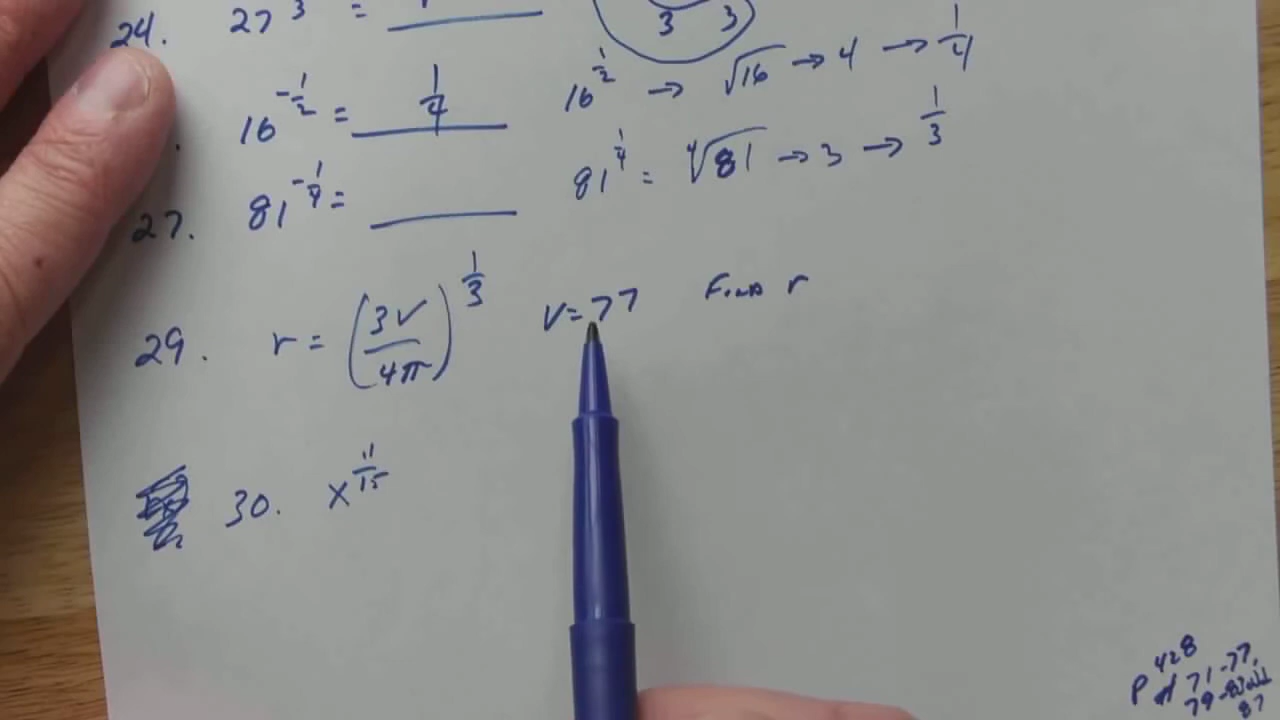 24. 27 3 =
3 3
16^-1/2 = 1/4 16^1/2 → √16 → 4 → 1/4
27. 81^-1/4 = 81^1/4 = ∜81 → 3 → 1/3
29. r = (3V/4π)^1/3 V=77 Find r
30. x^11/15
P 428
71-77,
79-
87